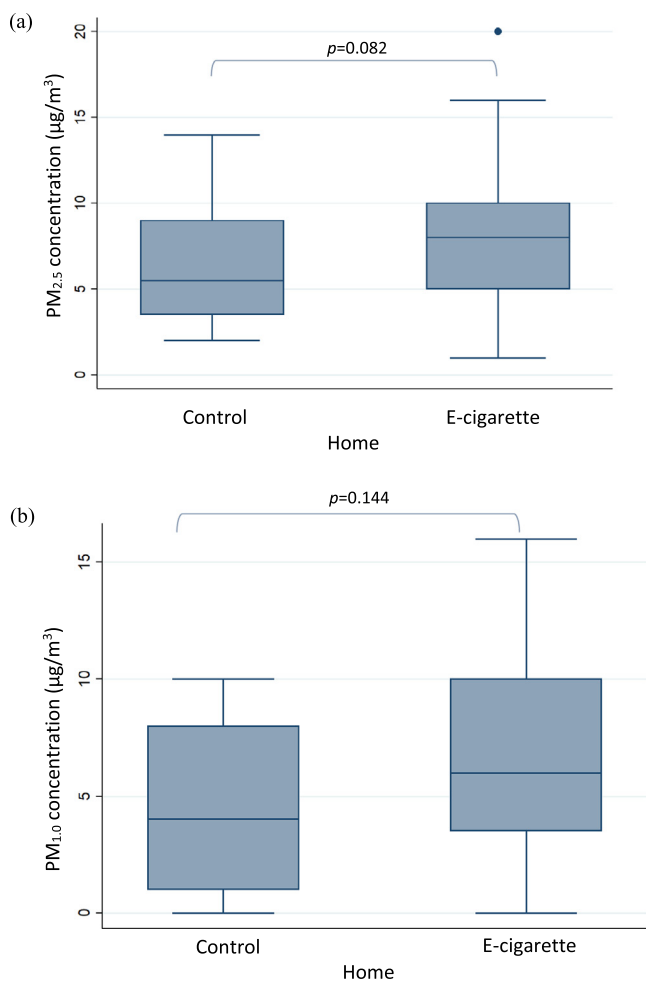 (a)
p=0.082
PM2.5 concentration (µg/m³)
20
15
10
5
0
Control E-cigarette
Home
(b)
p=0.144
PM1.0 concentration (µg/m³)
15
10
5
0
Control E-cigarette
Home